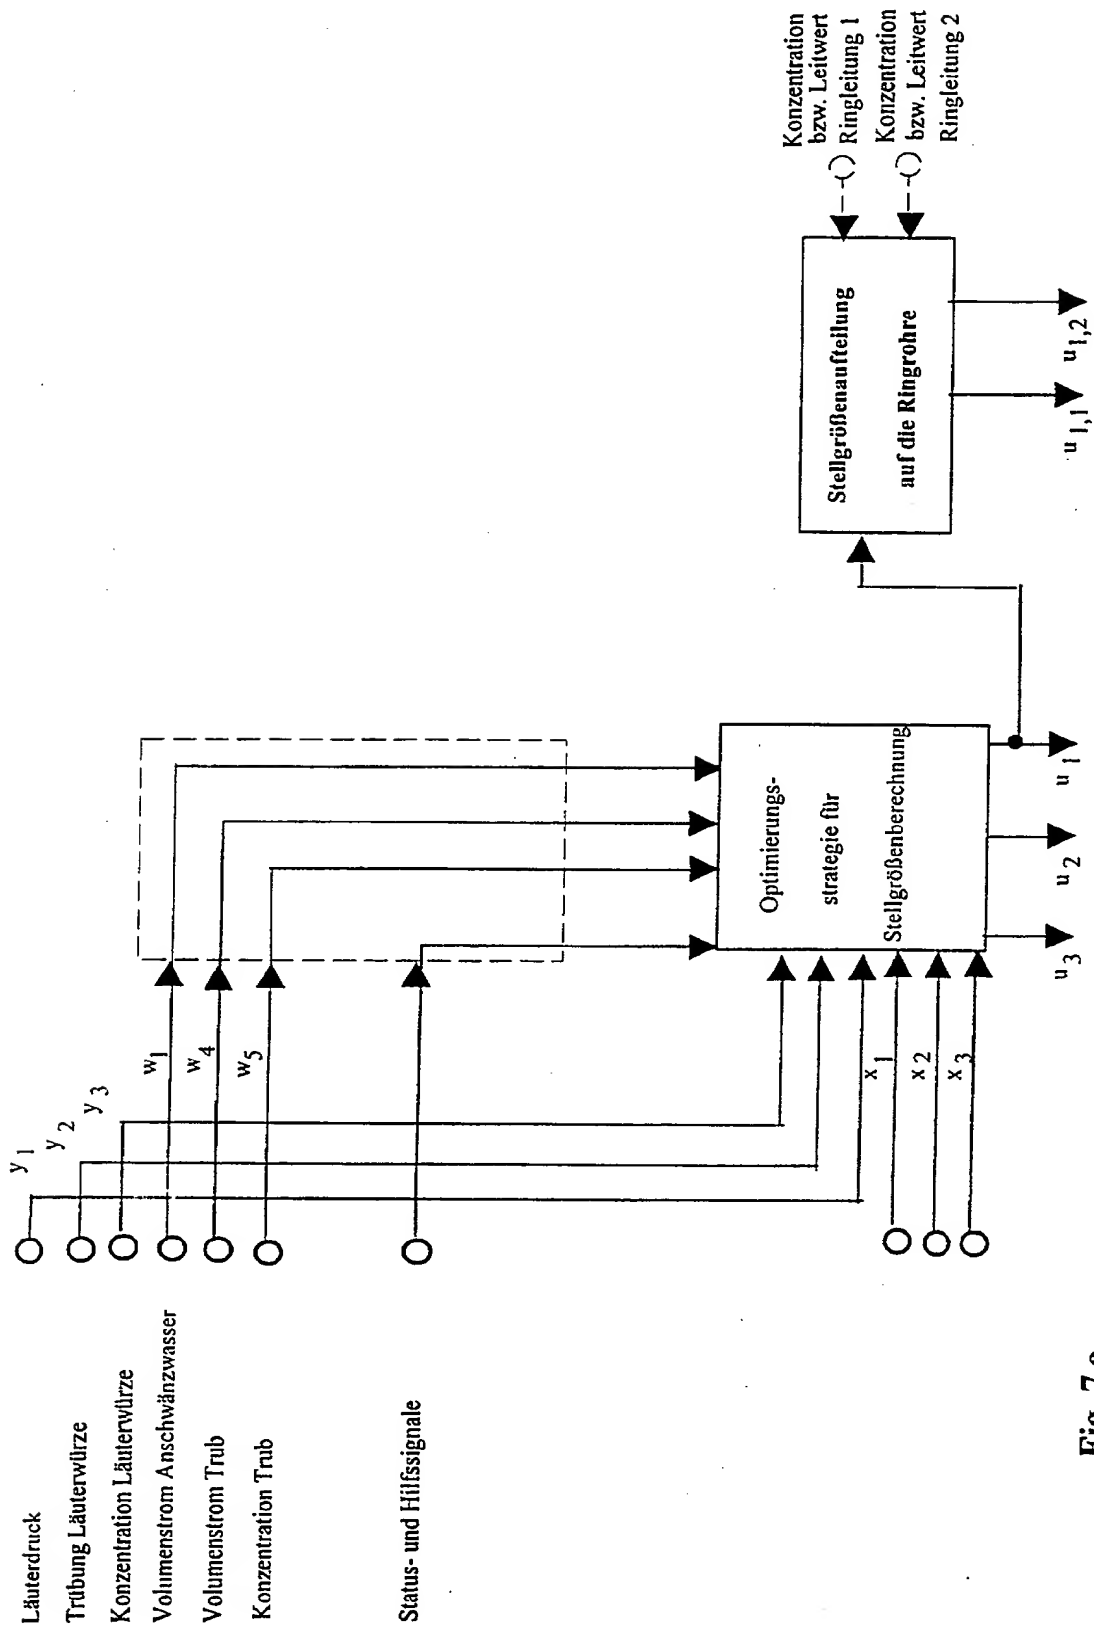 Läuterdruck
Trübung Läuterwürze
Konzentration Läuterwürze
Volumenstrom Anschwänzwasser
Volumenstrom Trub
Konzentration Trub
Status- und Hilfssignale
y1
y2
y3
w1
w4
w5
x1
x2
x3
Optimierungs-
strategie für
Stellgrößenberechnung
u3
u2
u1
Stellgrößenaufteilung
auf die Ringrohre
u1,1
u1,2
Konzentration
bzw. Leitwert
Ringleitung 1
Konzentration
bzw. Leitwert
Ringleitung 2